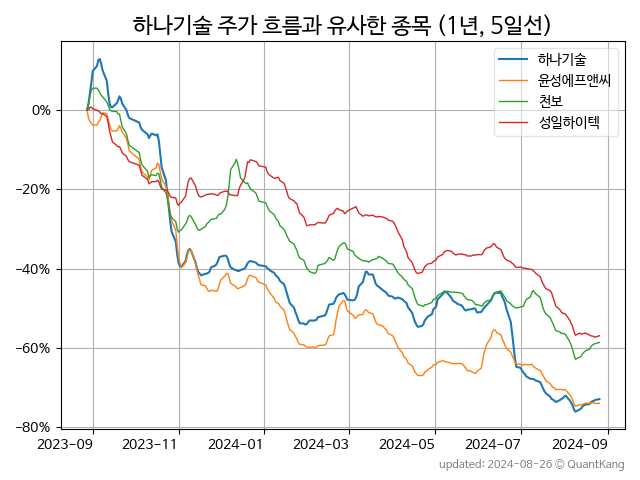 하나기술 주가 흐름과 유사한 종목 (1년, 5일선)
하나기술
윤성에프앤씨
천보
성일하이텍
0%
−20%
−40%
−60%
−80%
2023-09 2023-11 2024-01 2024-03 2024-05 2024-07 2024-09
updated: 2024-08-26 © QuantKang